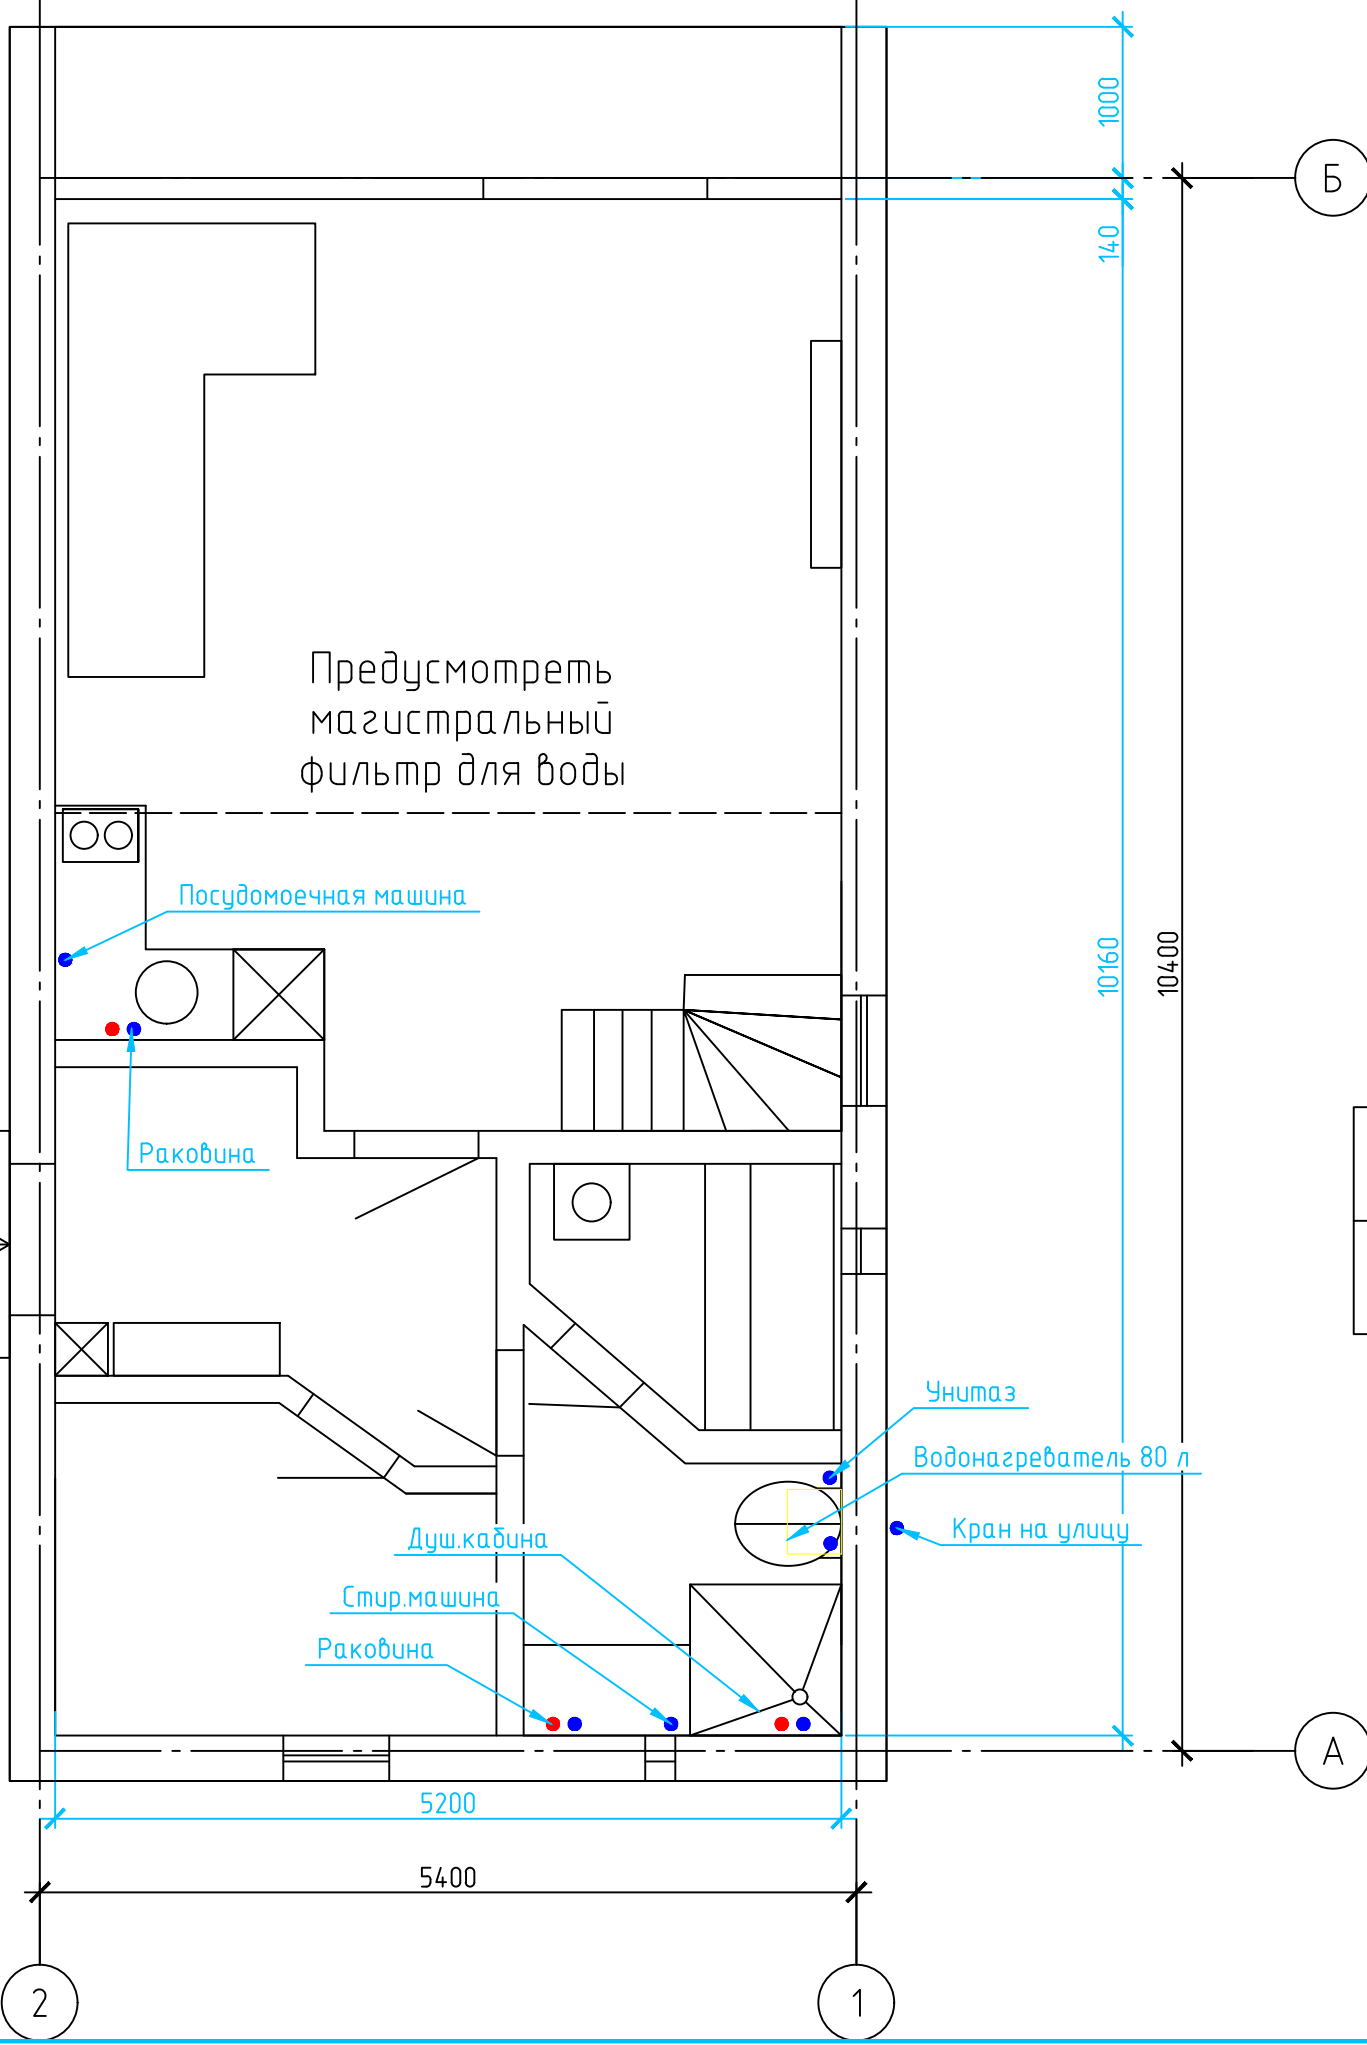 1000
Б
140
Предусмотреть
магистральный
фильтр для воды
Посудомоечная машина
10160
10400
Раковина
Унитаз
Водонагреватель 80 л
Кран на улицу
Душ.кабина
Стир.машина
Раковина
А
5200
5400
2
1